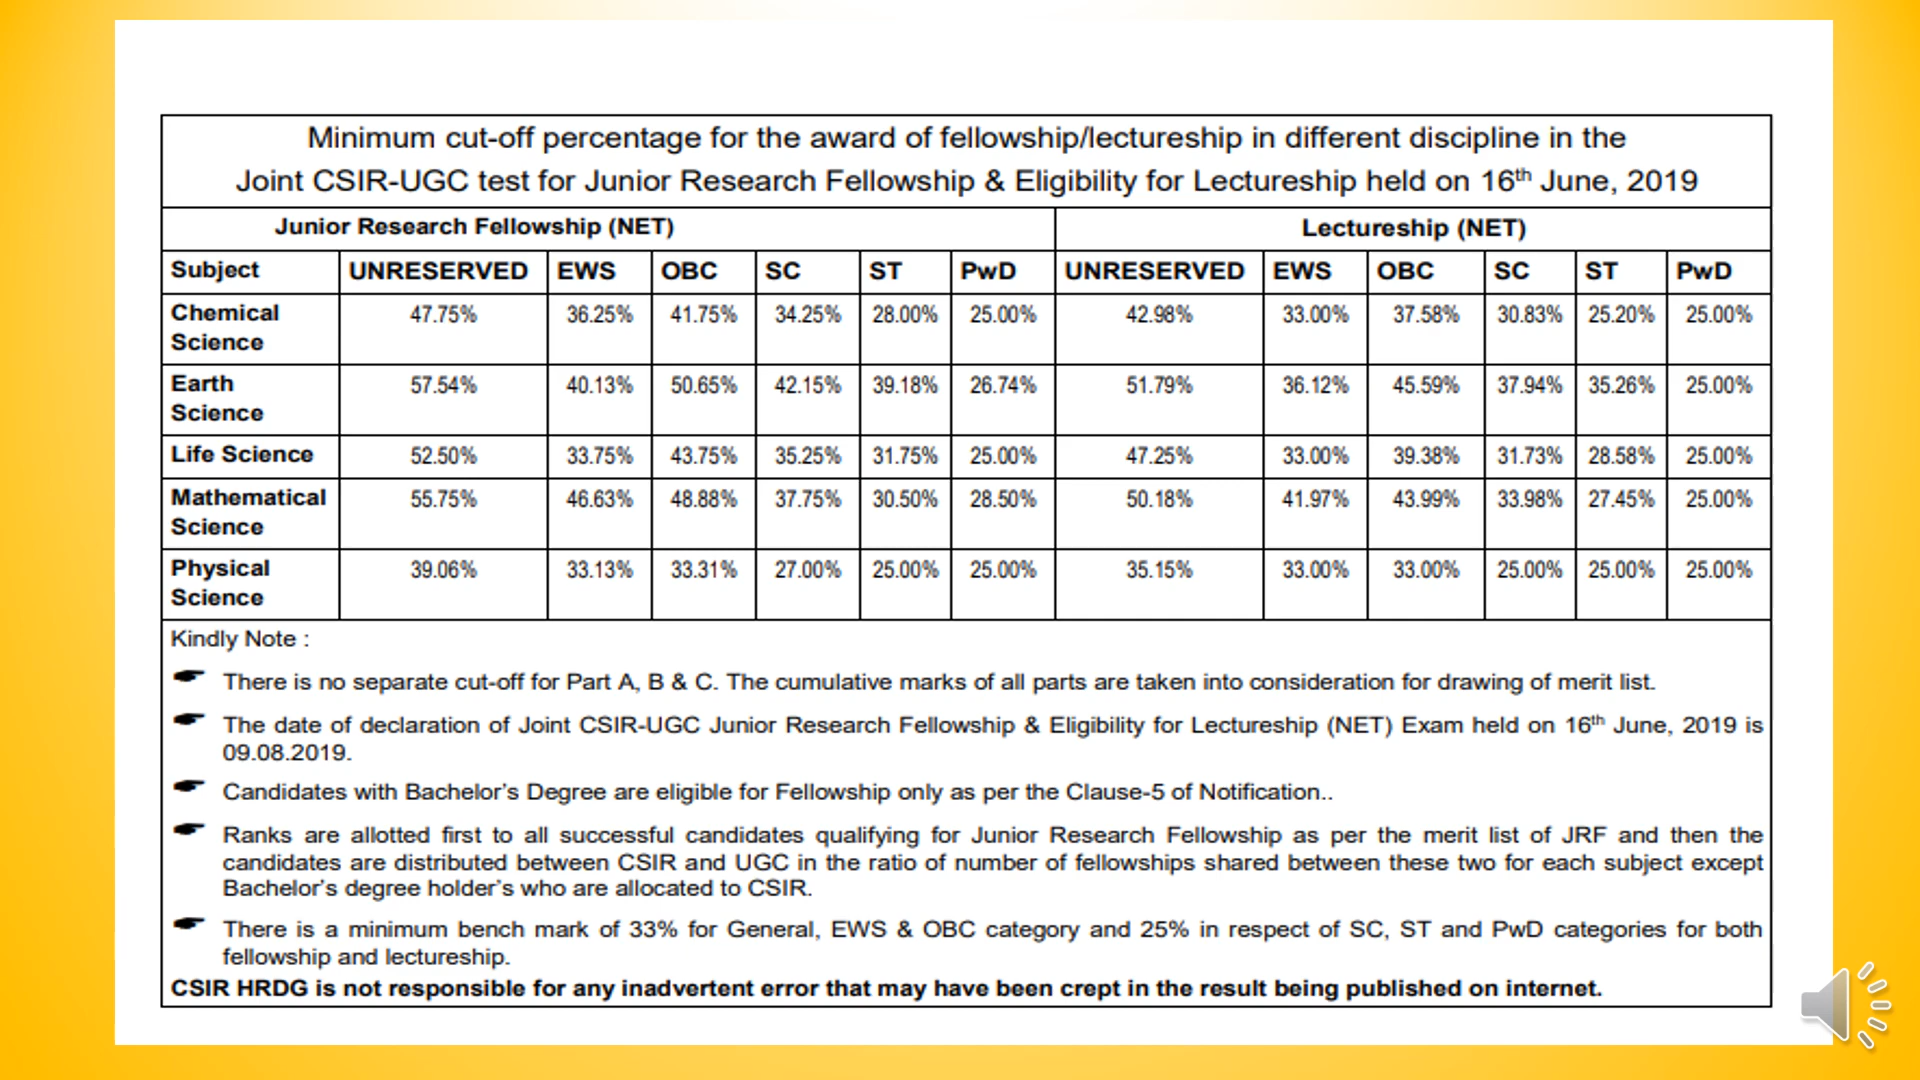 Minimum cut-off percentage for the award of fellowship/lectureship in different discipline in the
Joint CSIR-UGC test for Junior Research Fellowship & Eligibility for Lectureship held on 16th June, 2019
Junior Research Fellowship (NET) Lectureship (NET)
Subject UNRESERVED EWS OBC SC ST PwD UNRESERVED EWS OBC SC ST PwD
Chemical 47.75% 36.25% 41.75% 34.25% 28.00% 25.00% 42.98% 33.00% 37.58% 30.83% 25.20% 25.00%
Science
Earth 57.54% 40.13% 50.65% 42.15% 39.18% 26.74% 51.79% 36.12% 45.59% 37.94% 35.26% 25.00%
Science
Life Science 52.50% 33.75% 43.75% 35.25% 31.75% 25.00% 47.25% 33.00% 39.38% 31.73% 28.58% 25.00%
Mathematical 55.75% 46.63% 48.88% 37.75% 30.50% 28.50% 50.18% 41.97% 43.99% 33.98% 27.45% 25.00%
Science
Physical 39.06% 33.13% 33.31% 27.00% 25.00% 25.00% 35.15% 33.00% 33.00% 25.00% 25.00% 25.00%
Science
Kindly Note :
There is no separate cut-off for Part A, B & C. The cumulative marks of all parts are taken into consideration for drawing of merit list.
The date of declaration of Joint CSIR-UGC Junior Research Fellowship & Eligibility for Lectureship (NET) Exam held on 16th June, 2019 is
09.08.2019.
Candidates with Bachelor's Degree are eligible for Fellowship only as per the Clause-5 of Notification..
Ranks are allotted first to all successful candidates qualifying for Junior Research Fellowship as per the merit list of JRF and then the
candidates are distributed between CSIR and UGC in the ratio of number of fellowships shared between these two for each subject except
Bachelor's degree holder's who are allocated to CSIR.
There is a minimum bench mark of 33% for General, EWS & OBC category and 25% in respect of SC, ST and PwD categories for both
fellowship and lectureship.
CSIR HRDG is not responsible for any inadvertent error that may have been crept in the result being published on internet.